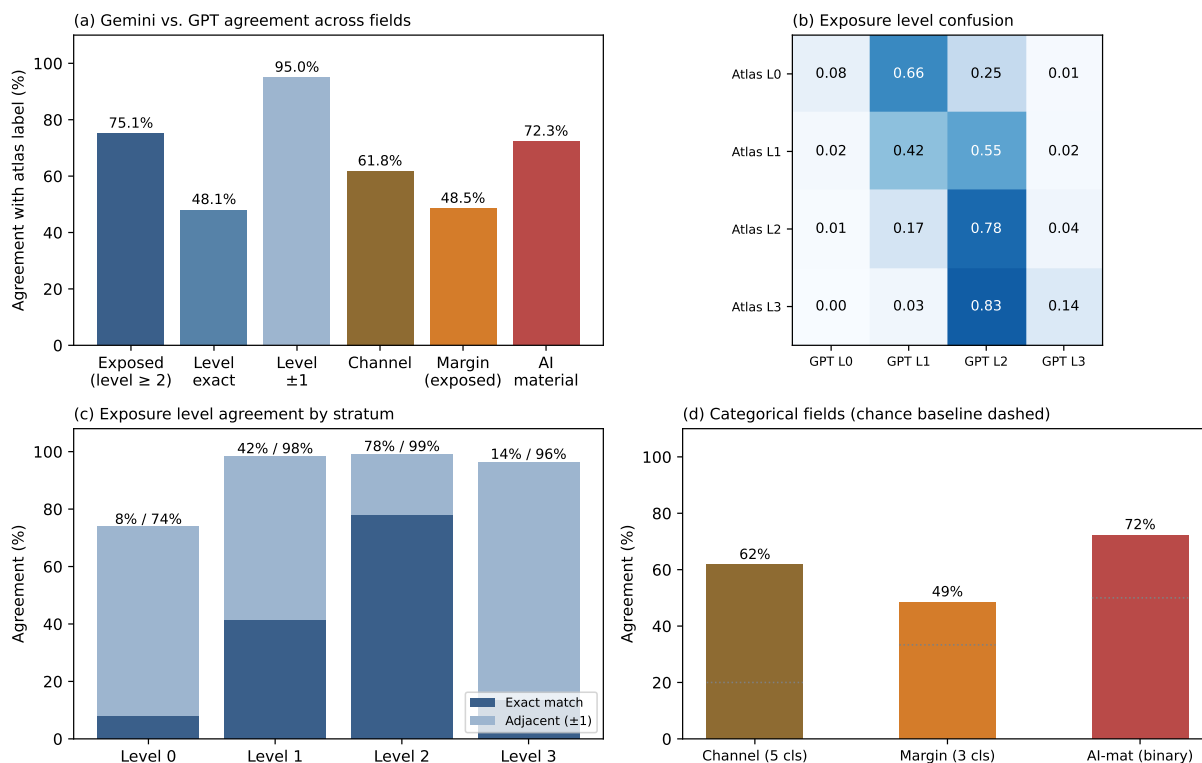 (a) Gemini vs. GPT agreement across fields
Agreement with atlas label (%)
100
80
60
40
20
0
75.1%
48.1%
95.0%
61.8%
48.5%
72.3%
Exposed
(level ≥ 2)
Level
exact
Level
±1
Channel
Margin
(exposed)
AI
material
(b) Exposure level confusion
Atlas L0
0.08 0.66 0.25 0.01
Atlas L1
0.02 0.42 0.55 0.02
Atlas L2
0.01 0.17 0.78 0.04
Atlas L3
0.00 0.03 0.83 0.14
GPT L0 GPT L1 GPT L2 GPT L3
(c) Exposure level agreement by stratum
Agreement (%)
100
80
60
40
20
0
8% / 74%
42% / 98%
78% / 99%
14% / 96%
Exact match
Adjacent (±1)
Level 0 Level 1 Level 2 Level 3
(d) Categorical fields (chance baseline dashed)
Agreement (%)
100
80
60
40
20
0
62%
49%
72%
Channel (5 cls) Margin (3 cls) AI-mat (binary)